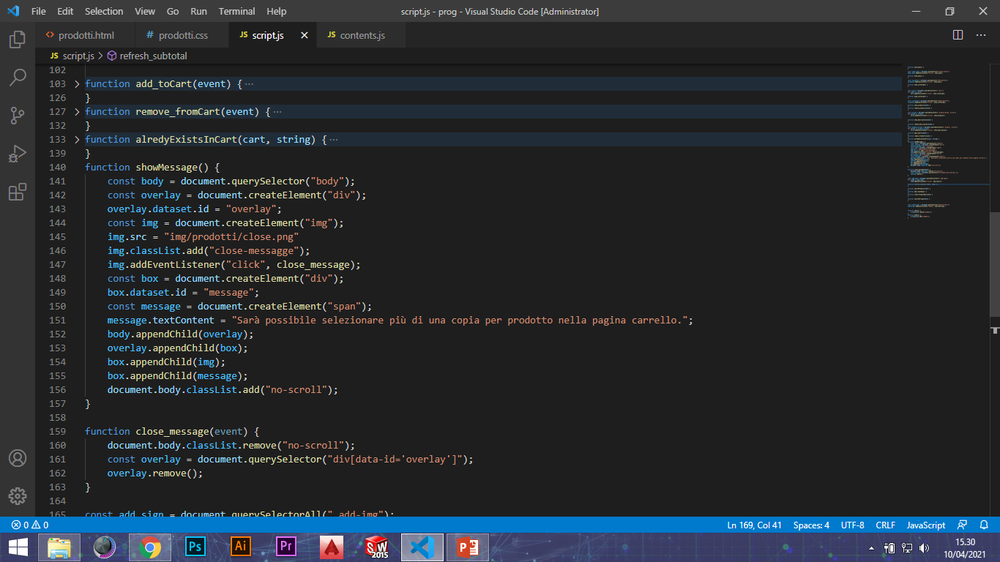 File Edit Selection View Go Run Terminal Help script.js - prog - Visual Studio Code [Administrator]
<> prodotti.html # prodotti.css JS script.js × JS contents.js ···
JS script.js > refresh_subtotal
102
103 > function add_toCart(event) { ···
126 }
127 > function remove_fromCart(event) { ···
132 }
133 > function alredyExistsInCart(cart, string) { ···
139 }
140 function showMessage() {
141 const body = document.querySelector("body");
142 const overlay = document.createElement("div");
143 overlay.dataset.id = "overlay";
144 const img = document.createElement("img");
145 img.src = "img/prodotti/close.png"
146 img.classList.add("close-messagge");
147 img.addEventListener("click", close_message);
148 const box = document.createElement("div");
149 box.dataset.id = "message";
150 const message = document.createElement("span");
151 message.textContent = "Sarà possibile selezionare più di una copia per prodotto nella pagina carrello.";
152 body.appendChild(overlay);
153 overlay.appendChild(box);
154 box.appendChild(img);
155 box.appendChild(message);
156 document.body.classList.add("no-scroll");
157 }
158
159 function close_message(event) {
160 document.body.classList.remove("no-scroll");
161 const overlay = document.querySelector("div[data-id='overlay']");
162 overlay.remove();
163 }
164
165 const add_sign = document.querySelectorAll(".add-img");
0 0 Ln 169, Col 41 Spaces: 4 UTF-8 CRLF JavaScript
Ps Ai Pr SW 2015 P
15.30
10/04/2021